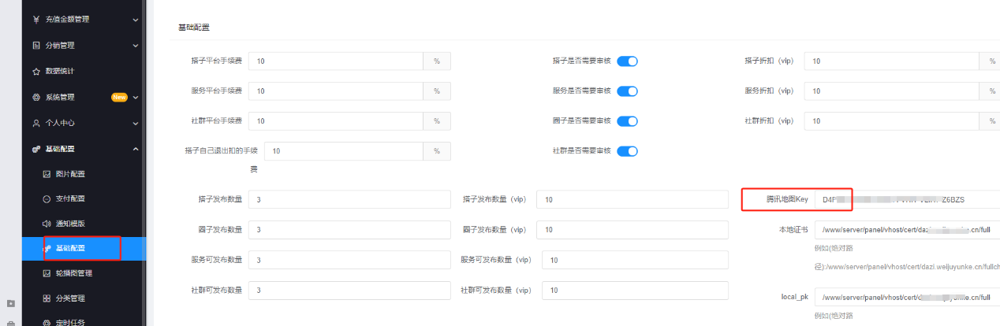 充值金额管理
分销管理
数据统计
系统管理 New
个人中心
基础配置
图片配置
支付配置
通知模版
基础配置
轮播图管理
分类管理
定时任务
基础配置
搭子平台手续费 10 % 搭子是否需要审核 搭子折扣（vip） 10 %
服务平台手续费 10 % 服务是否需要审核 服务折扣（vip） 10 %
社群平台手续费 10 % 圈子是否需要审核 社群折扣（vip） 10 %
搭子自己退出扣的手续 10 % 社群是否需要审核
费
搭子发布数量 3 搭子发布数量（vip） 10 腾讯地图Key D4F Z6BZS
圈子发布数量 3 圈子发布数量（vip） 10 本地证书 /www/server/panel/vhost/cert/dazi. .cn/full
例如(绝对路
服务可发布数量 3 服务可发布数量（vip） 10 径):/www/server/panel/vhost/cert/dazi.weijuyunke.cn/fullch
社群可发布数量 3 社群可发布数量（vip） 10 local_pk /www/server/panel/vhost/cert/ .cn/full
例如(绝对路